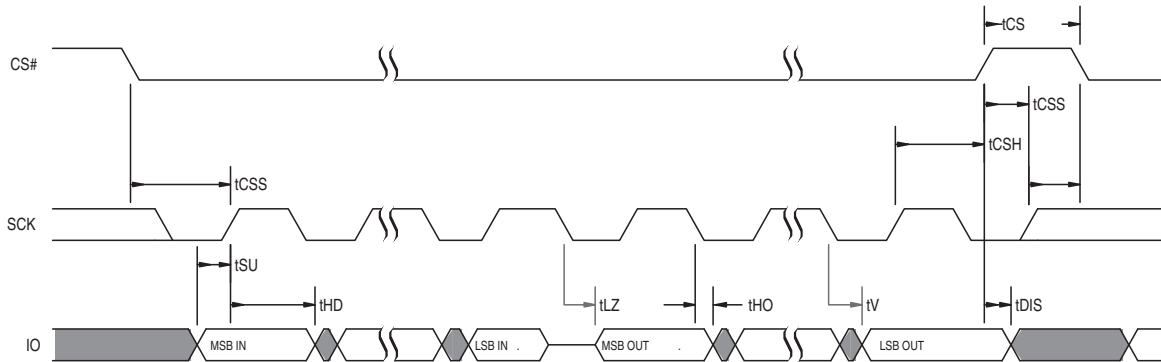 tCS
CS#
tCSS
tCSH
tCSS
SCK
tSU
tHD
tLZ
tHO
tV
tDIS
IO
MSB IN
LSB IN .
MSB OUT .
LSB OUT